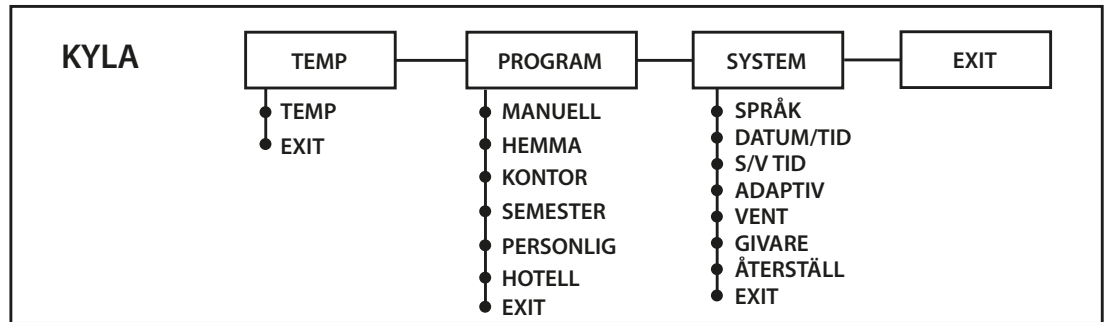 KYLA
TEMP
PROGRAM
SYSTEM
EXIT
TEMP
EXIT
MANUELL
HEMMA
KONTOR
SEMESTER
PERSONLIG
HOTELL
EXIT
SPRÅK
DATUM/TID
S/V TID
ADAPTIV
VENT
GIVARE
ÅTERSTÄLL
EXIT